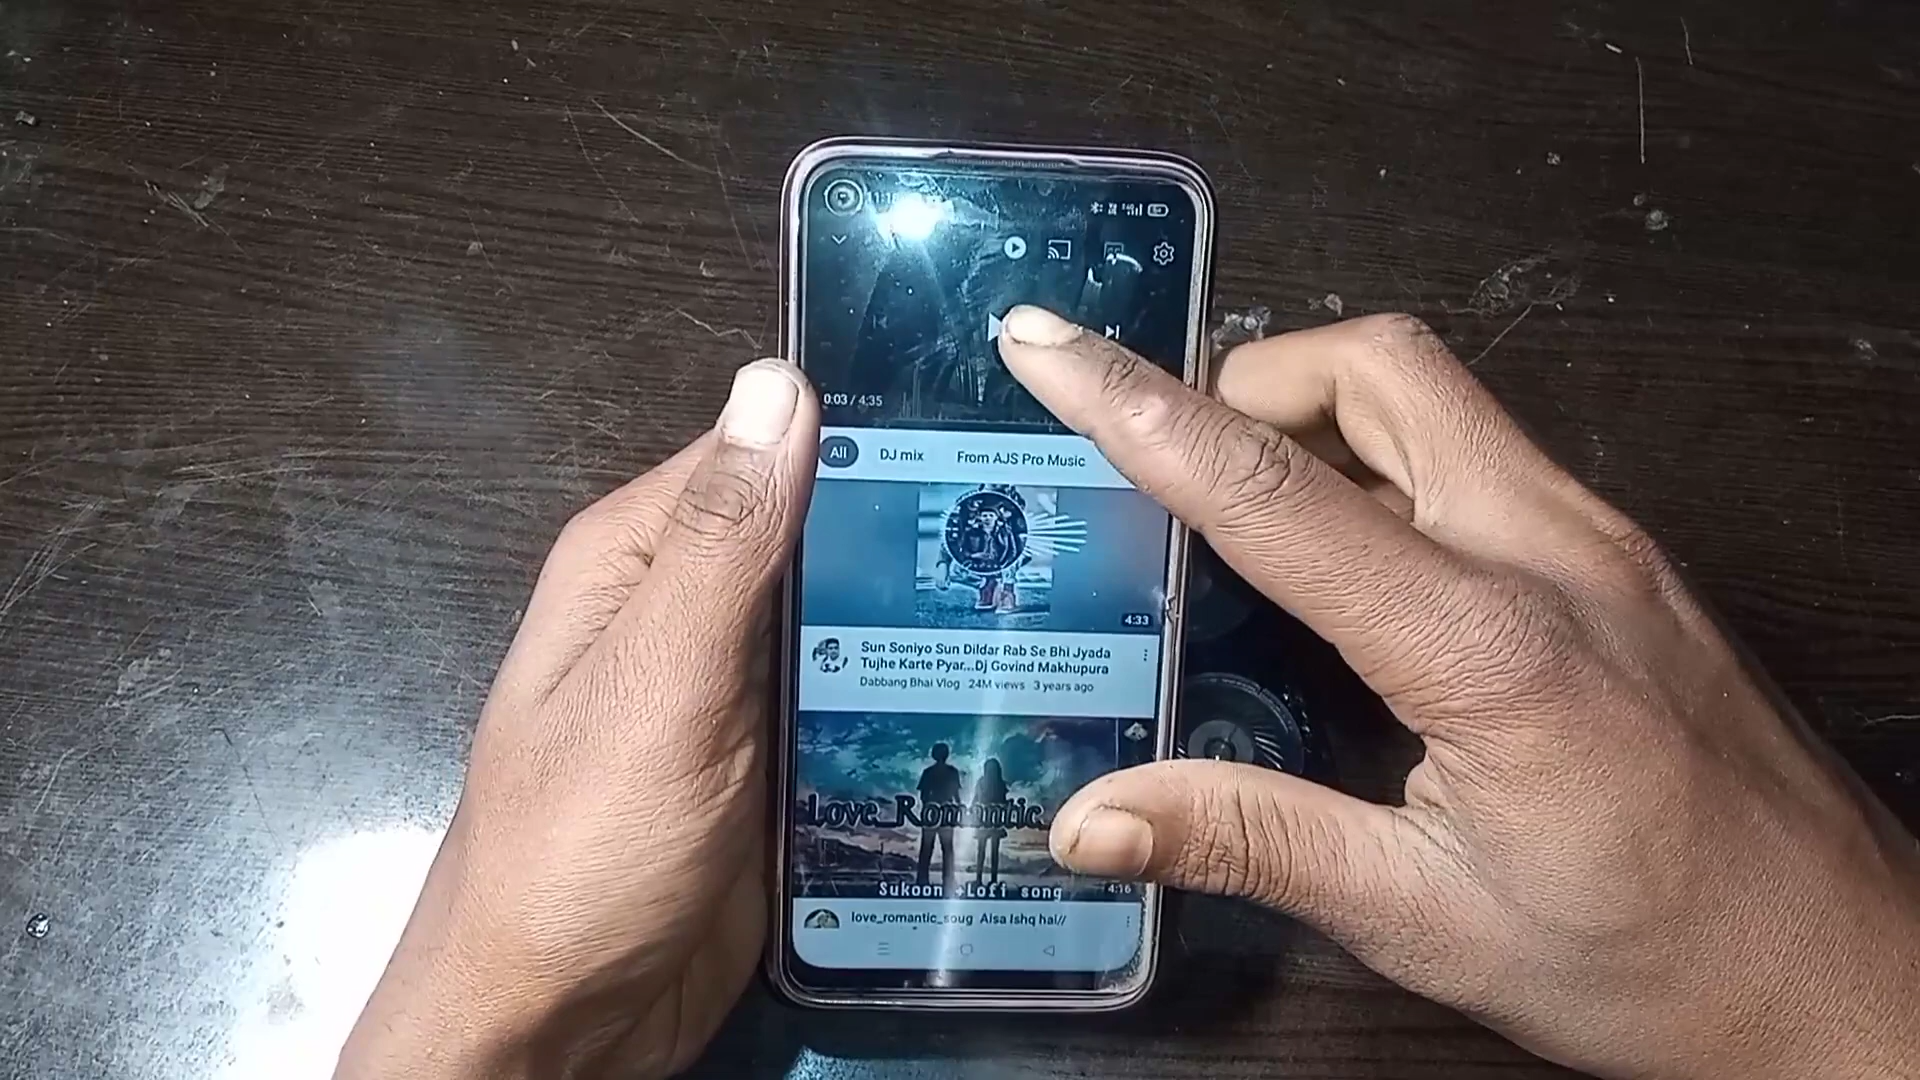 0:03 / 4:35
All DJ mix From AJS Pro Music
4:33
Sun Soniyo Sun Dildar Rab Se Bhi Jyada
Tujhe Karte Pyar...Dj Govind Makhupura
Dabbang Bhai Vlog 24M views 3 years ago
Love_Romantic
Sukoon +Lofi song
4:16
love_romantic_soug Aisa Ishq hai//